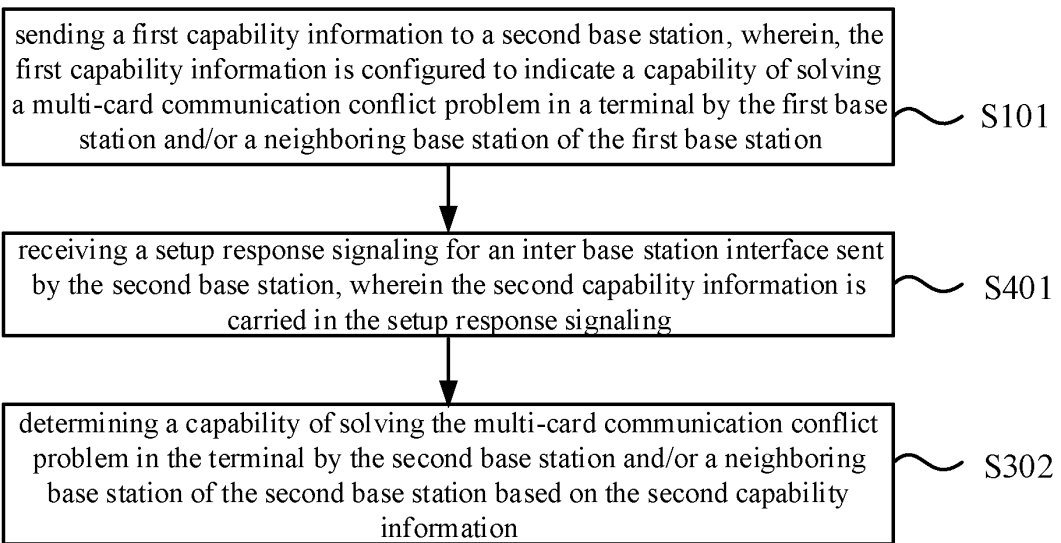 sending a first capability information to a second base station, wherein, the
first capability information is configured to indicate a capability of solving
a multi-card communication conflict problem in a terminal by the first base
station and/or a neighboring base station of the first base station
S101
receiving a setup response signaling for an inter base station interface sent
by the second base station, wherein the second capability information is
carried in the setup response signaling
S401
determining a capability of solving the multi-card communication conflict
problem in the terminal by the second base station and/or a neighboring
base station of the second base station based on the second capability
information
S302